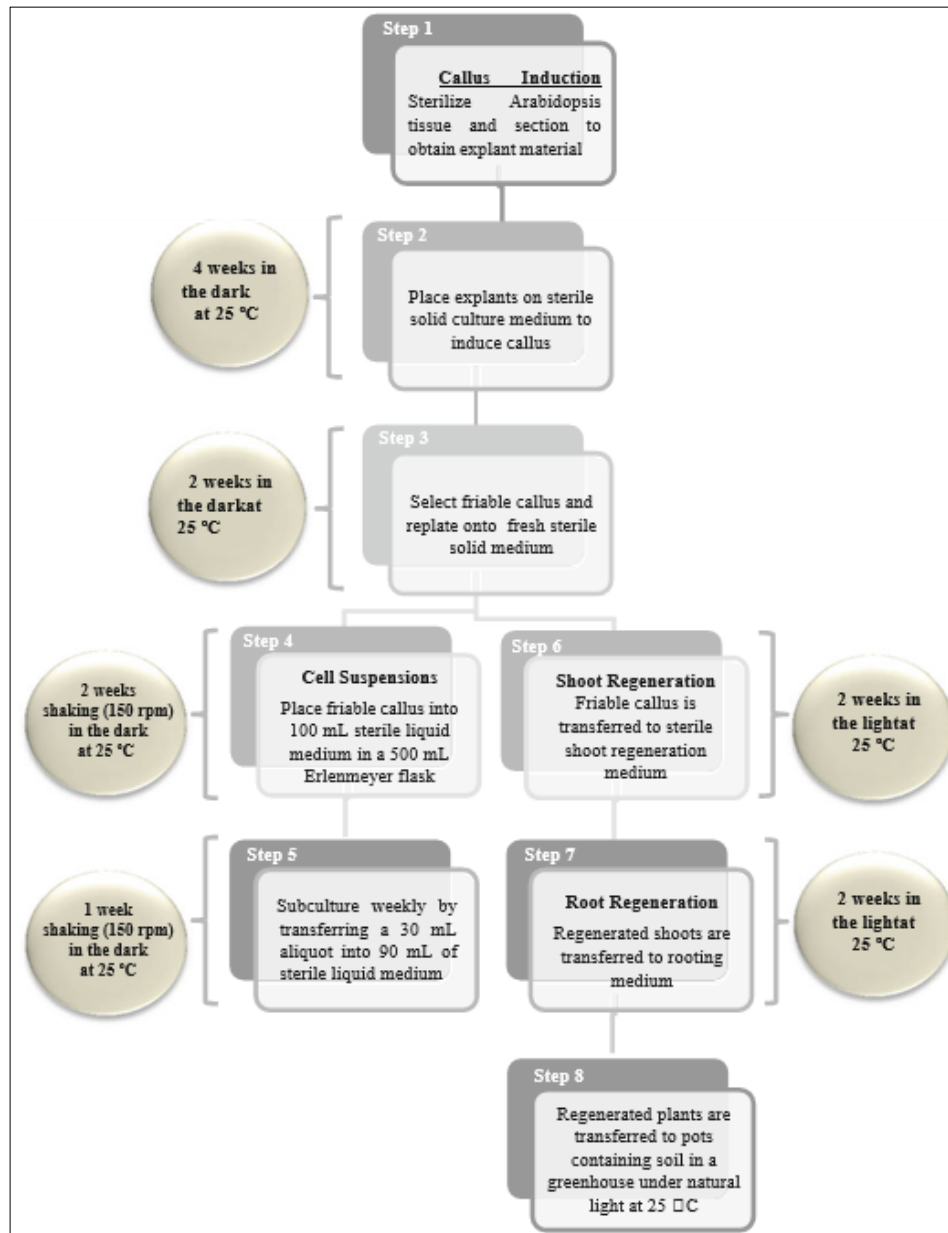 Step 1
Callus Induction
Sterilize Arabidopsis
tissue and section to
obtain explant material
Step 2
4 weeks in
the dark
at 25 °C
Place explants on sterile
solid culture medium to
induce callus
Step 3
2 weeks in
the darkat
25 °C
Select friable callus and
replate onto fresh sterile
solid medium
Step 4
2 weeks
shaking (150 rpm)
in the dark
at 25 °C
Cell Suspensions
Place friable callus into
100 mL sterile liquid
medium in a 500 mL
Erlenmeyer flask
Step 6
Shoot Regeneration
Friable callus is
transferred to sterile
shoot regeneration
medium
2 weeks in
the lightat
25 °C
Step 5
1 week
shaking (150 rpm)
in the dark
at 25 °C
Subculture weekly by
transferring a 30 mL
aliquot into 90 mL of
sterile liquid medium
Step 7
Root Regeneration
Regenerated shoots are
transferred to rooting
medium
2 weeks in
the lightat
25 °C
Step 8
Regenerated plants are
transferred to pots
containing soil in a
greenhouse under natural
light at 25 □C